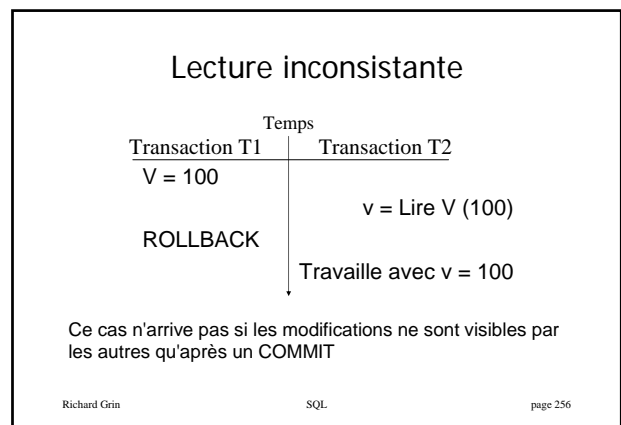 Lecture inconsistante
Temps
Transaction T1 Transaction T2
V = 100
v = Lire V (100)
ROLLBACK
Travaille avec v = 100
Ce cas n'arrive pas si les modifications ne sont visibles par
les autres qu'après un COMMIT
Richard Grin SQL page 256